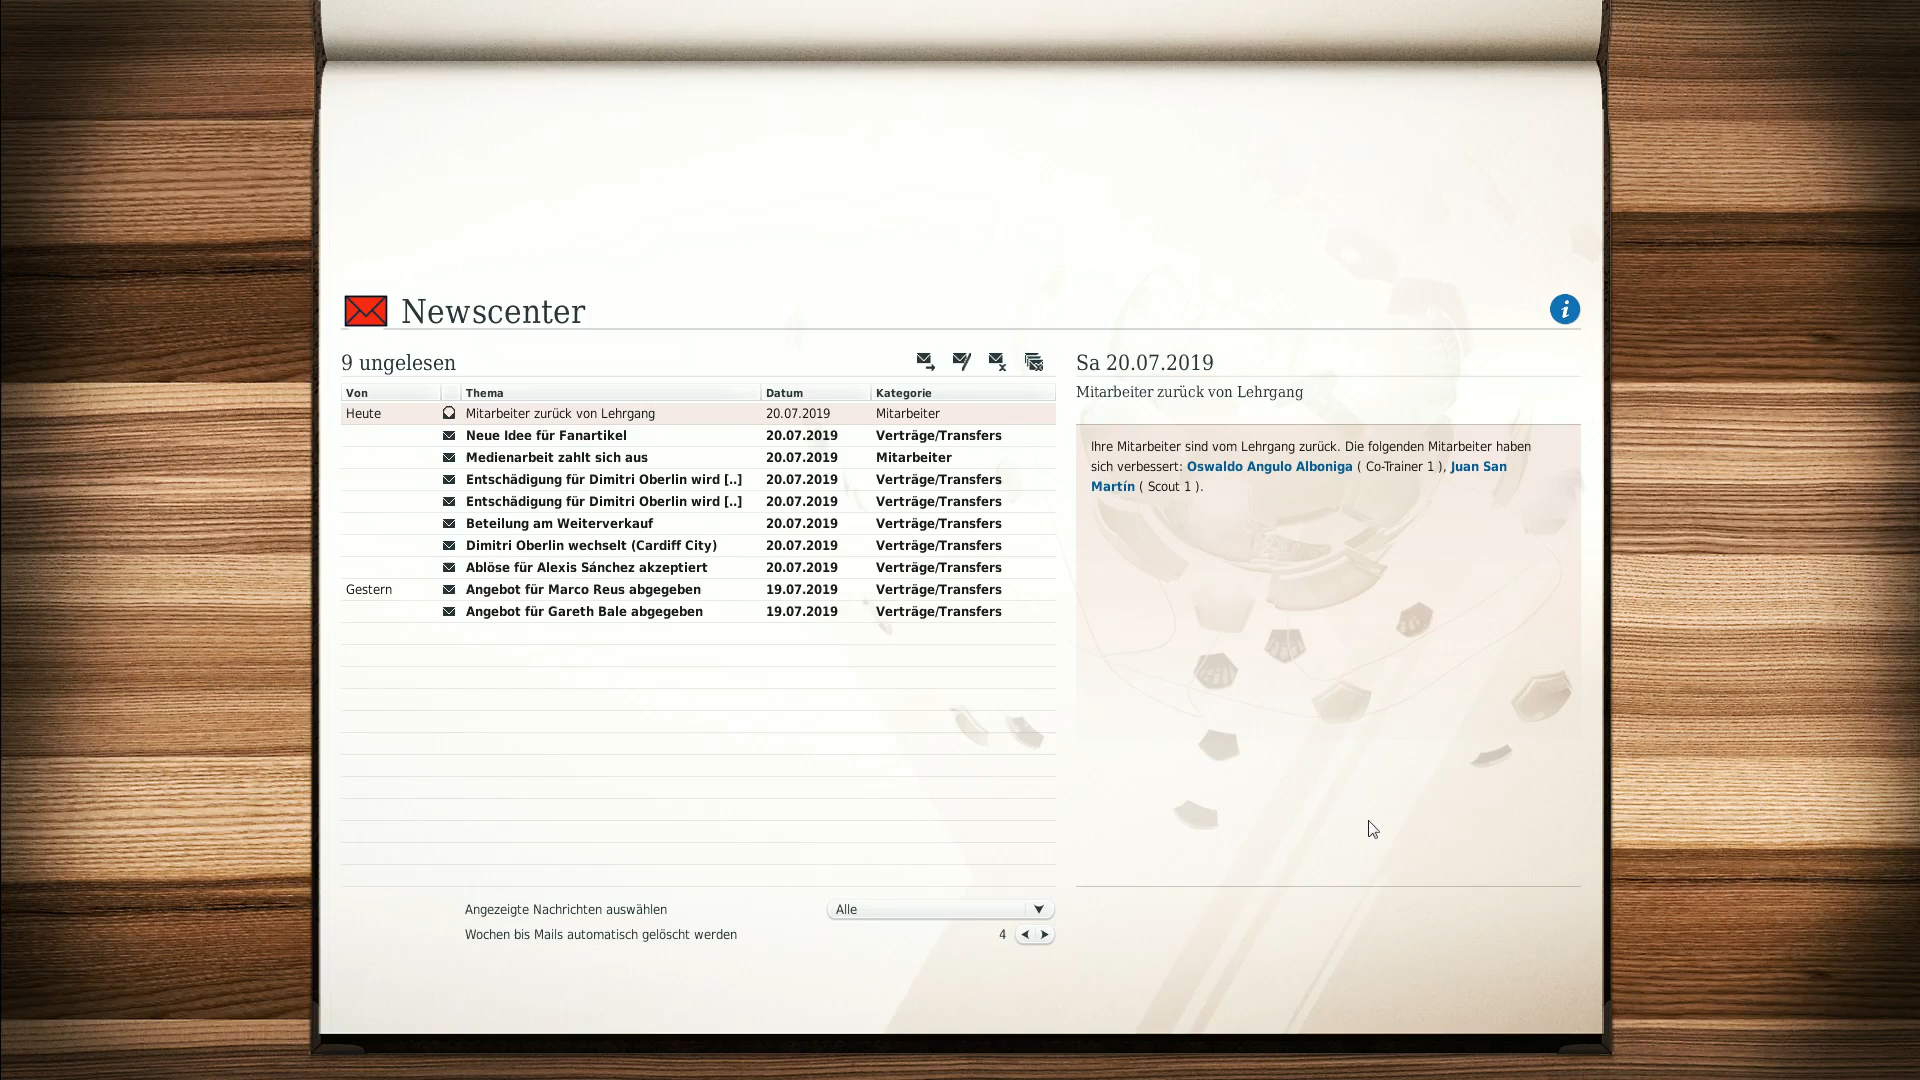 Newscenter
9 ungelesen
Von Thema Datum Kategorie
Heute Mitarbeiter zurück von Lehrgang 20.07.2019 Mitarbeiter
Neue Idee für Fanartikel 20.07.2019 Verträge/Transfers
Medienarbeit zahlt sich aus 20.07.2019 Mitarbeiter
Entschädigung für Dimitri Oberlin wird [..] 20.07.2019 Verträge/Transfers
Entschädigung für Dimitri Oberlin wird [..] 20.07.2019 Verträge/Transfers
Beteilung am Weiterverkauf 20.07.2019 Verträge/Transfers
Dimitri Oberlin wechselt (Cardiff City) 20.07.2019 Verträge/Transfers
Ablöse für Alexis Sánchez akzeptiert 20.07.2019 Verträge/Transfers
Gestern Angebot für Marco Reus abgegeben 19.07.2019 Verträge/Transfers
Angebot für Gareth Bale abgegeben 19.07.2019 Verträge/Transfers
Angezeigte Nachrichten auswählen Alle
Wochen bis Mails automatisch gelöscht werden 4
Sa 20.07.2019
Mitarbeiter zurück von Lehrgang
Ihre Mitarbeiter sind vom Lehrgang zurück. Die folgenden Mitarbeiter haben
sich verbessert: Oswaldo Angulo Alboniga ( Co-Trainer 1 ), Juan San
Martín ( Scout 1 ).